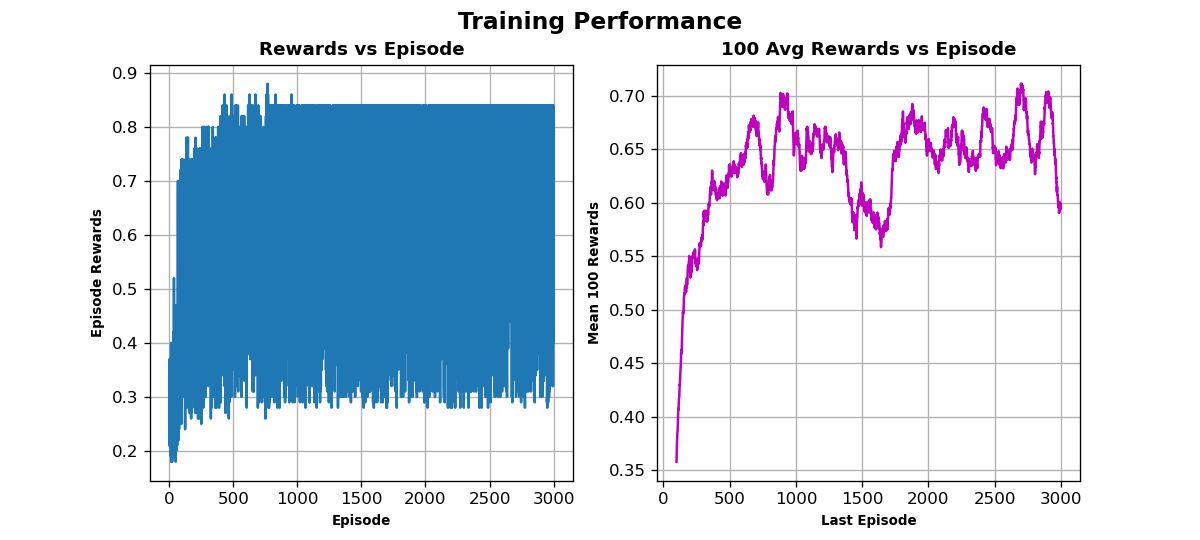 Training Performance
Rewards vs Episode
0.9
0.8
0.7
0.6
0.5
0.4
0.3
0.2
Episode Rewards
0 500 1000 1500 2000 2500 3000
Episode
100 Avg Rewards vs Episode
0.70
0.65
0.60
0.55
0.50
0.45
0.40
0.35
Mean 100 Rewards
0 500 1000 1500 2000 2500 3000
Last Episode